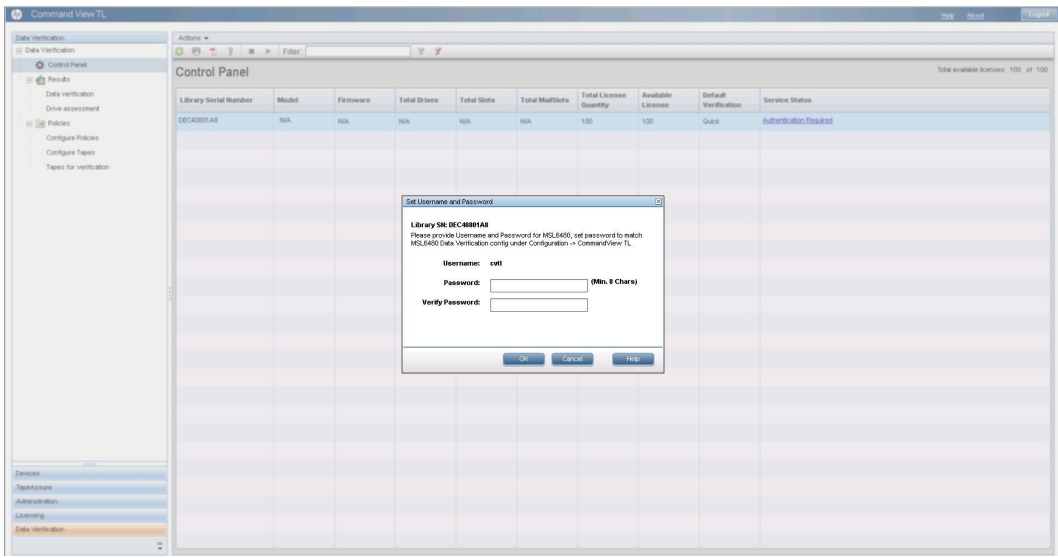 hp Command View TL
Help About Logout
Data Verification
Data Verification
Control Panel
Results
Data verification
Drive assessment
Policies
Configure Policies
Configure Tapes
Tapes for verification
Devices
TapeAssure
Administration
Licensing
Data Verification
Actions
Filter:
Control Panel
Total available licenses: 100 of 100
Library Serial Number Model Firmware Total Drives Total Slots Total MailSlots Total License Quantity Available License Default Verification Service Status
DEC40801A8 N/A N/A N/A N/A N/A 100 100 Quick Authentication Required
Set Username and Password
Library SN: DEC40801A8
Please provide Username and Password for MSL6480, set password to match
MSL6480 Data Verification config under Configuration -> CommandView TL
Username: cvtl
Password: (Min. 8 Chars)
Verify Password:
OK Cancel Help